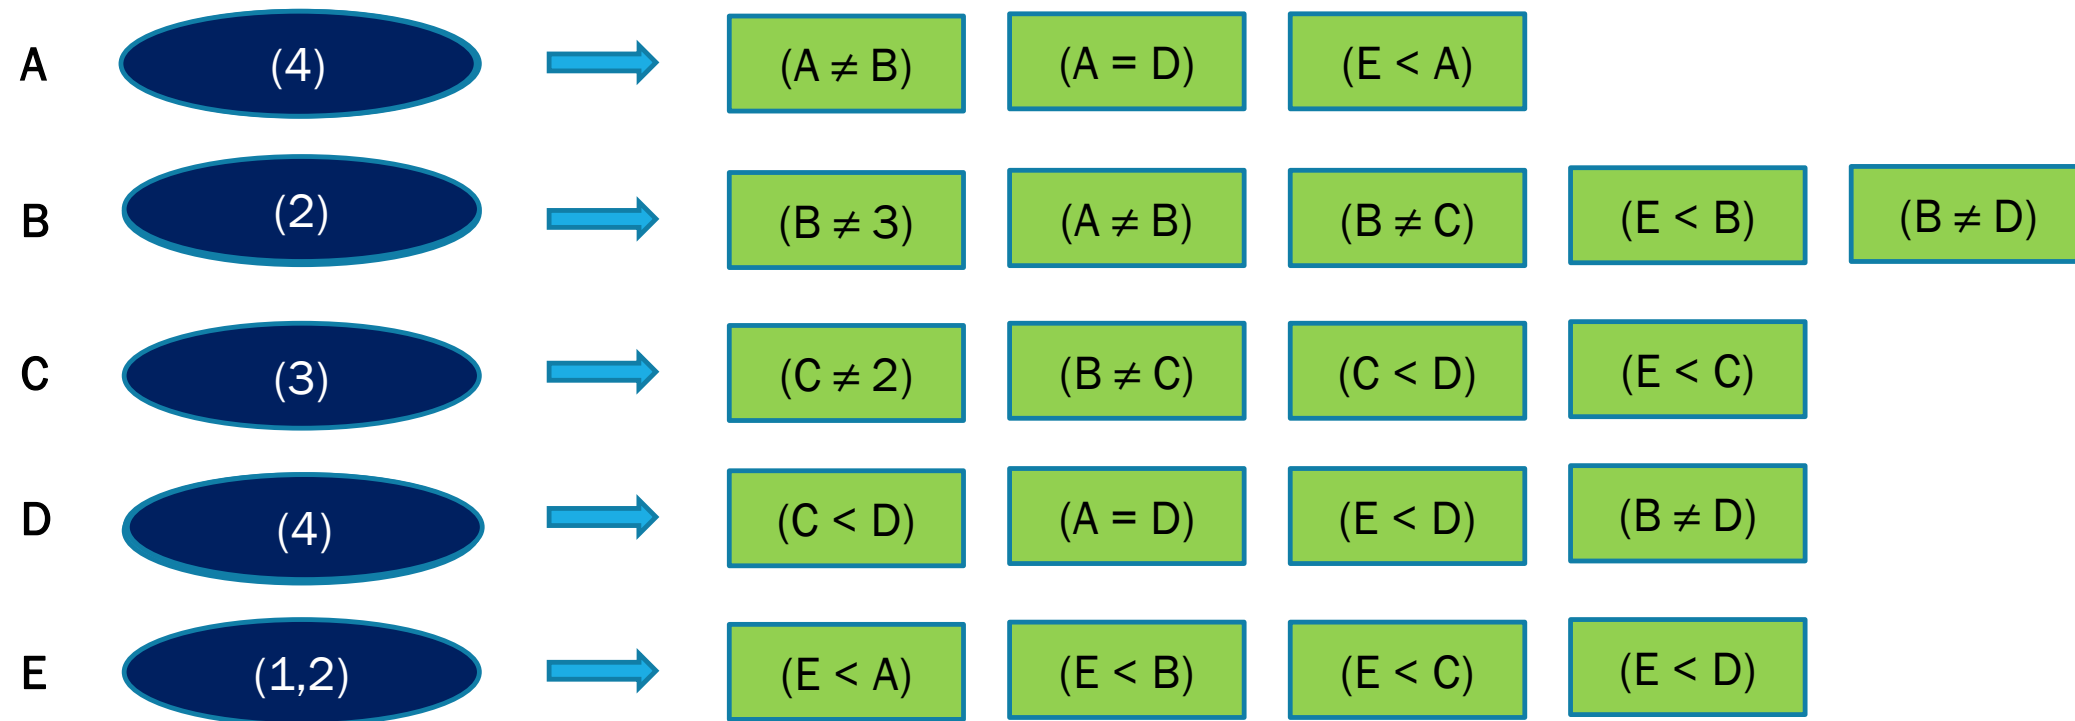 A (4) (A ≠ B) (A = D) (E < A)
B (2) (B ≠ 3) (A ≠ B) (B ≠ C) (E < B) (B ≠ D)
C (3) (C ≠ 2) (B ≠ C) (C < D) (E < C)
D (4) (C < D) (A = D) (E < D) (B ≠ D)
E (1,2) (E < A) (E < B) (E < C) (E < D)